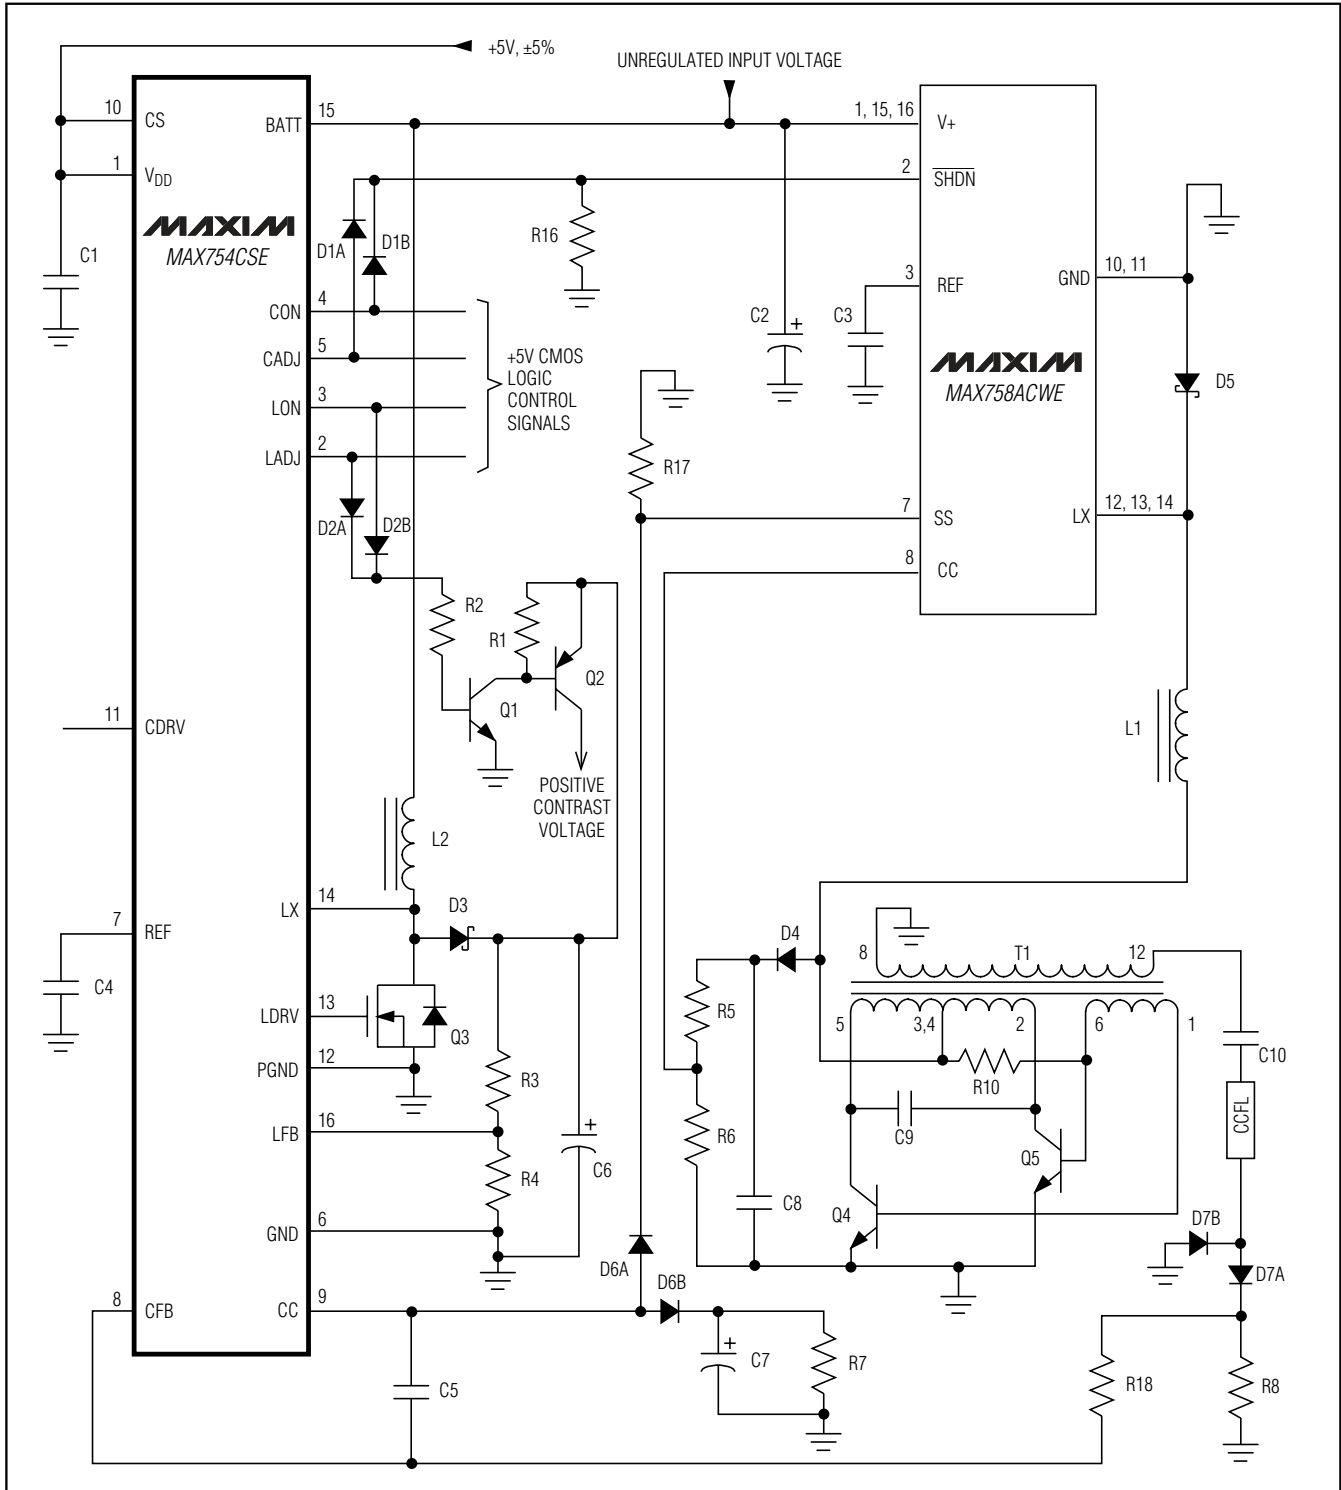 +5V, ±5%
UNREGULATED INPUT VOLTAGE
10
CS
1
VDD
MAXIM
MAX754CSE
C1
BATT
15
D1A
D1B
R16
CON
4
CADJ
5
LON
3
LADJ
2
+5V CMOS
LOGIC
CONTROL
SIGNALS
D2A
D2B
1, 15, 16
V+
2
SHDN
3
REF
C2
+
C3
MAXIM
MAX758ACWE
GND
10, 11
D5
R17
7
SS
LX
12, 13, 14
8
CC
R2
R1
Q2
Q1
11
CDRV
POSITIVE
CONTRAST
VOLTAGE
L1
L2
LX
14
D3
7
REF
C4
LDRV
13
Q3
PGND
12
LFB
16
R3
R4
C6
+
GND
6
D4
8
T1
12
5
3,4
2
6
1
R5
R10
C10
C9
R6
Q5
CCFL
C8
Q4
D7B
D7A
D6A
D6B
8
CFB
CC
9
C5
+
C7
R7
R18
R8